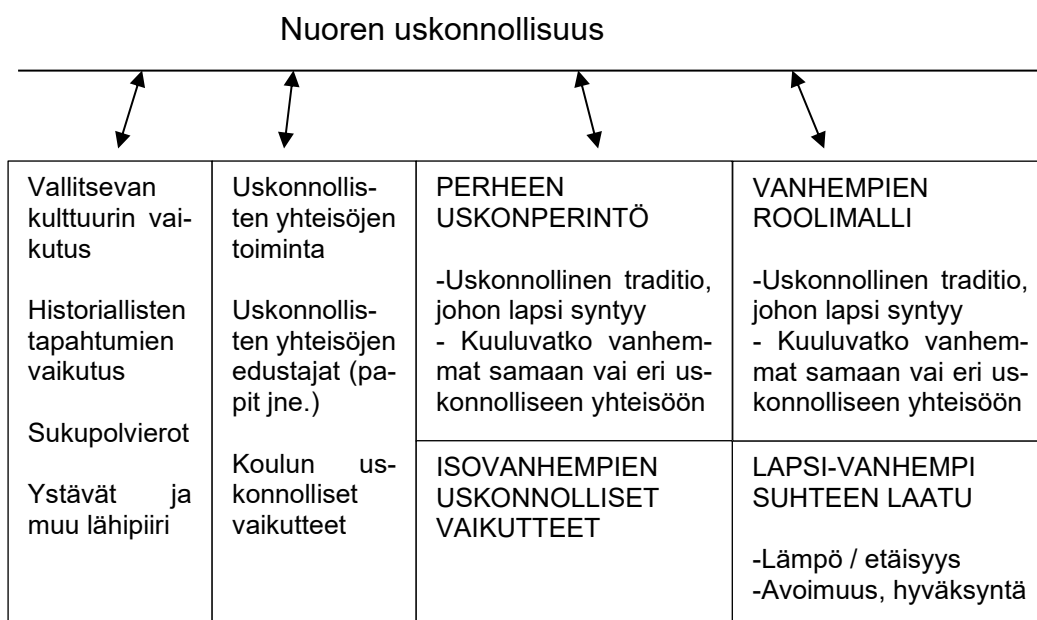 Nuoren uskonnollisuus
Vallitsevan
kulttuurin vai-
kutus
Historiallisten
tapahtumien
vaikutus
Sukupolvierot
Ystävät ja
muu lähipiiri
Uskonnollis-
ten yhteisöjen
toiminta
Uskonnollis-
ten yhteisöjen
edustajat (pa-
pit jne.)
Koulun us-
konnolliset
vaikutteet
PERHEEN
USKONPERINTÖ
-Uskonnollinen traditio,
johon lapsi syntyy
- Kuuluvatko vanhem-
mat samaan vai eri us-
konnolliseen yhteisöön
ISOVANHEMPIEN
USKONNOLLISET
VAIKUTTEET
VANHEMPIEN
ROOLIMALLI
-Uskonnollinen traditio,
johon lapsi syntyy
- Kuuluvatko vanhem-
mat samaan vai eri us-
konnolliseen yhteisöön
LAPSI-VANHEMPI
SUHTEEN LAATU
-Lämpö / etäisyys
-Avoimuus, hyväksyntä